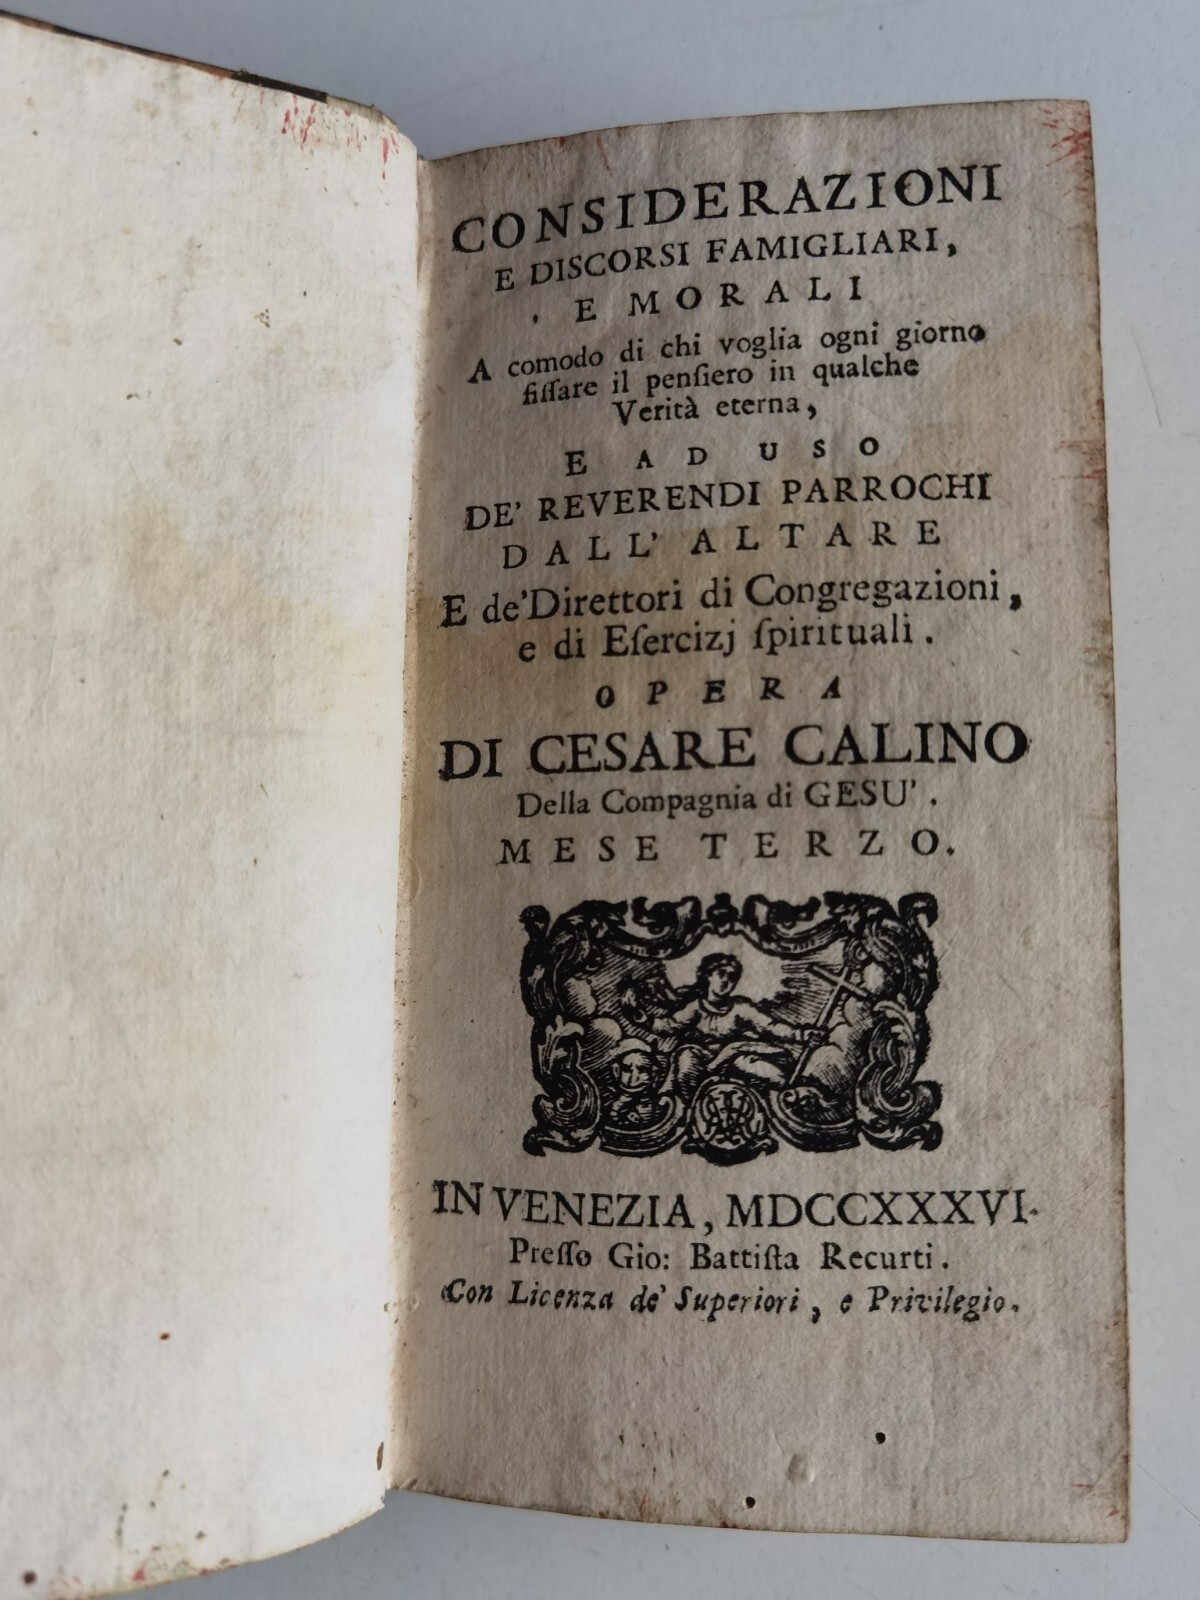 CONSIDERAZIONI
E DISCORSI FAMIGLIARI,
E MORALI
A comodo di chi voglia ogni giorno
fiſſare il penſiero in qualche
Verità eterna,
E AD USO
DE' REVERENDI PARROCHI
DALL' ALTARE
E de' Direttori di Congregazioni,
e di Eſercizj ſpirituali.
OPERA
DI CESARE CALINO
Della Compagnia di GESU'.
MESE TERZO.
IN VENEZIA, MDCCXXXVI.
Preſſo Gio: Battiſta Recurti.
Con Licenza de' Superiori, e Privilegio.